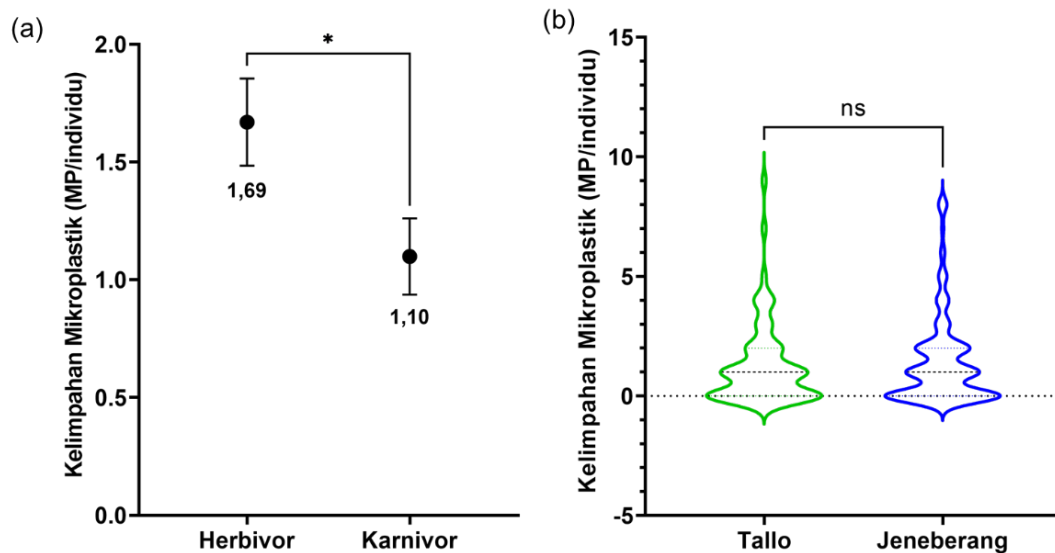 (a)
Kelimpahan Mikroplastik (MP/individu)
2.0
1.5
1.0
0.5
0.0
*
1,69
1,10
Herbivor
Karnivor
(b)
Kelimpahan Mikroplastik (MP/individu)
15
10
5
0
-5
ns
Tallo
Jeneberang